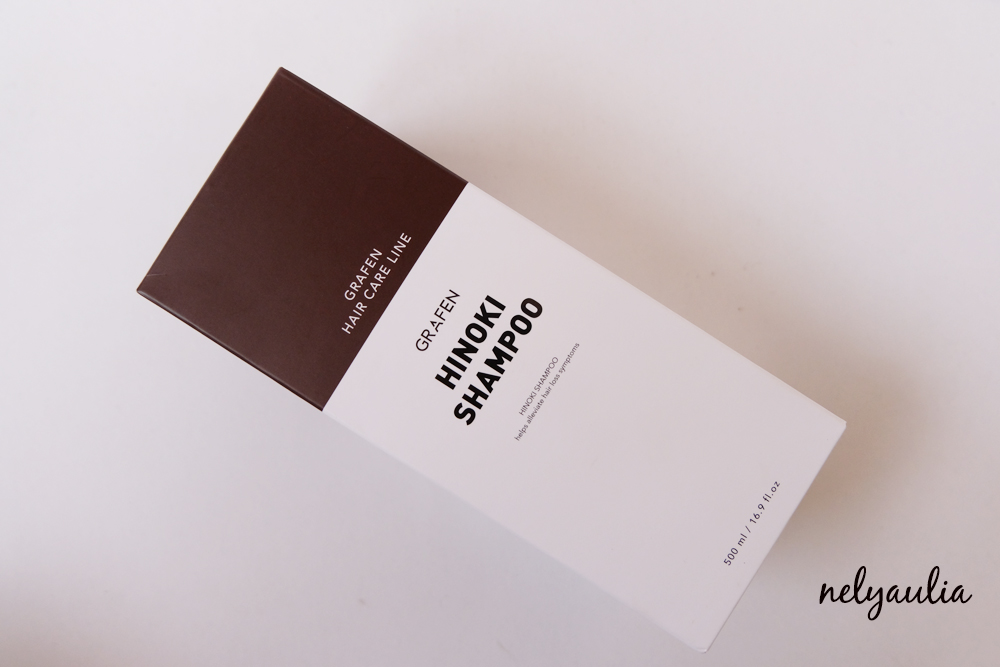 GRAFEN
HAIR CARE LINE
GRAFEN
HINOKI
SHAMPOO
HINOKI SHAMPOO
helps alleviate hair loss symptoms
500 ml / 16.9 fl.oz
nelyaulia